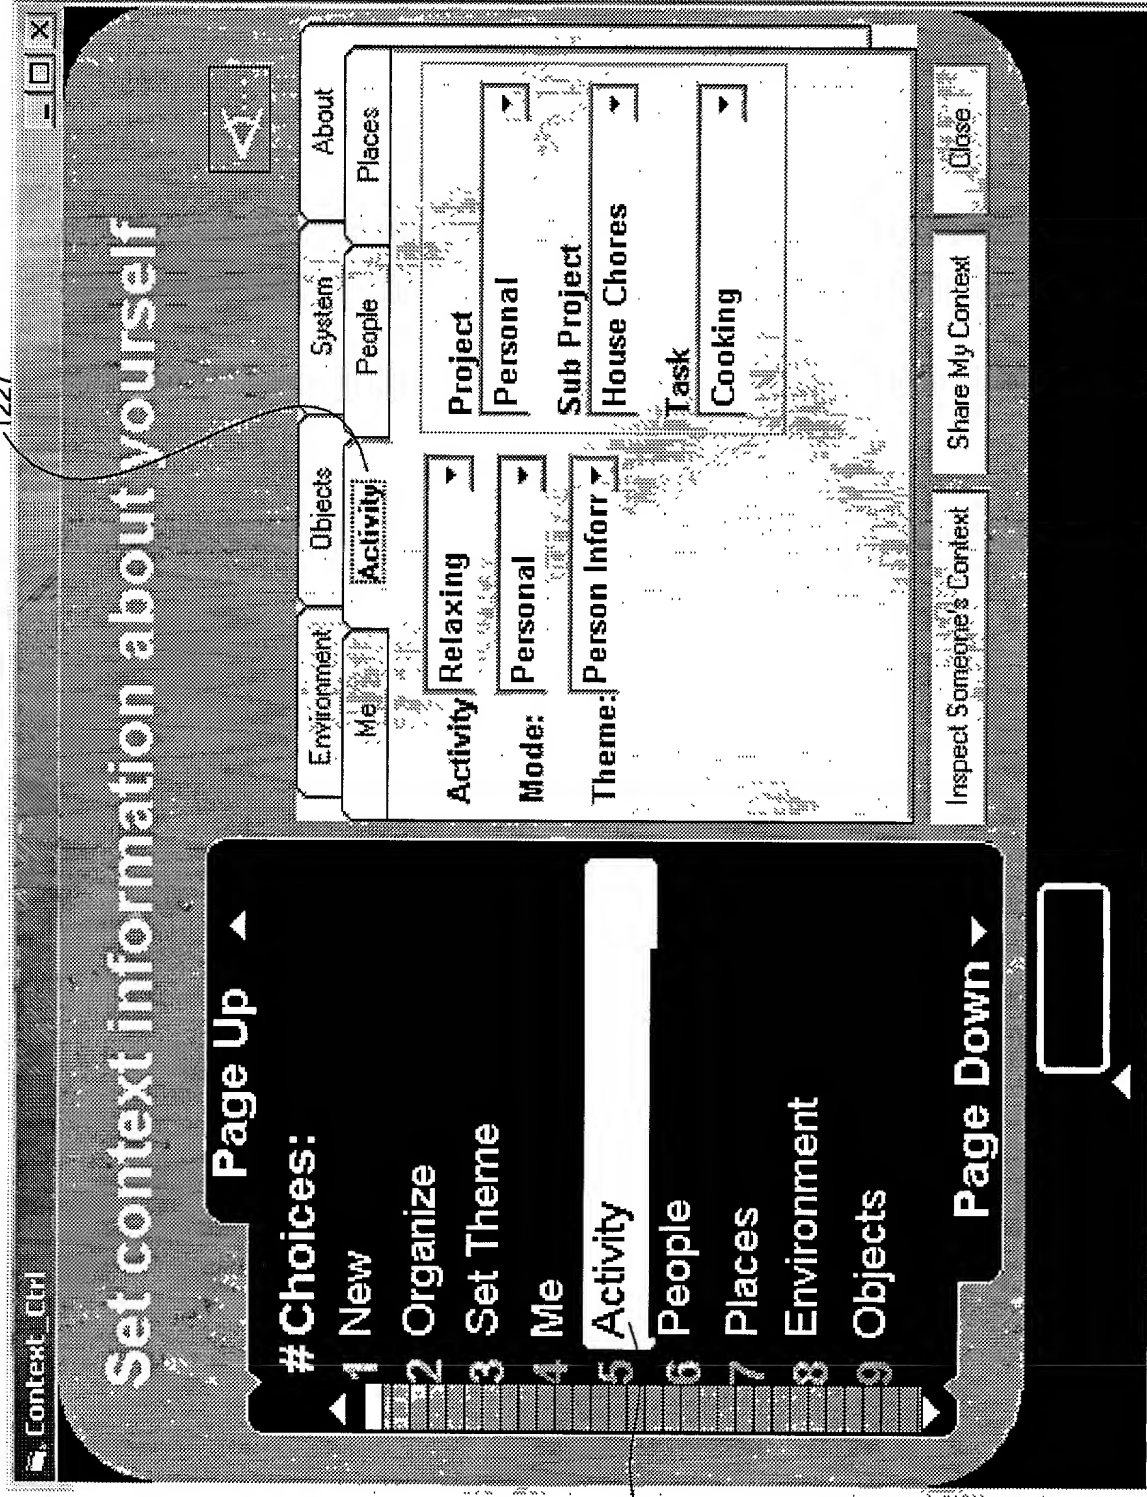 1227
Context_Ctrl
Set context information about yourself
Page Up
# Choices:
1 New
2 Organize
3 Set Theme
4 Me
5 Activity
6 People
7 Places
8 Environment
9 Objects
Page Down
A
Environment Objects System About
Me Activity People Places
Activity Relaxing
Mode: Personal
Theme: Person Inforr
Project
Personal
Sub Project
House Chores
Task
Cooking
Inspect Someone's Context Share My Context Close